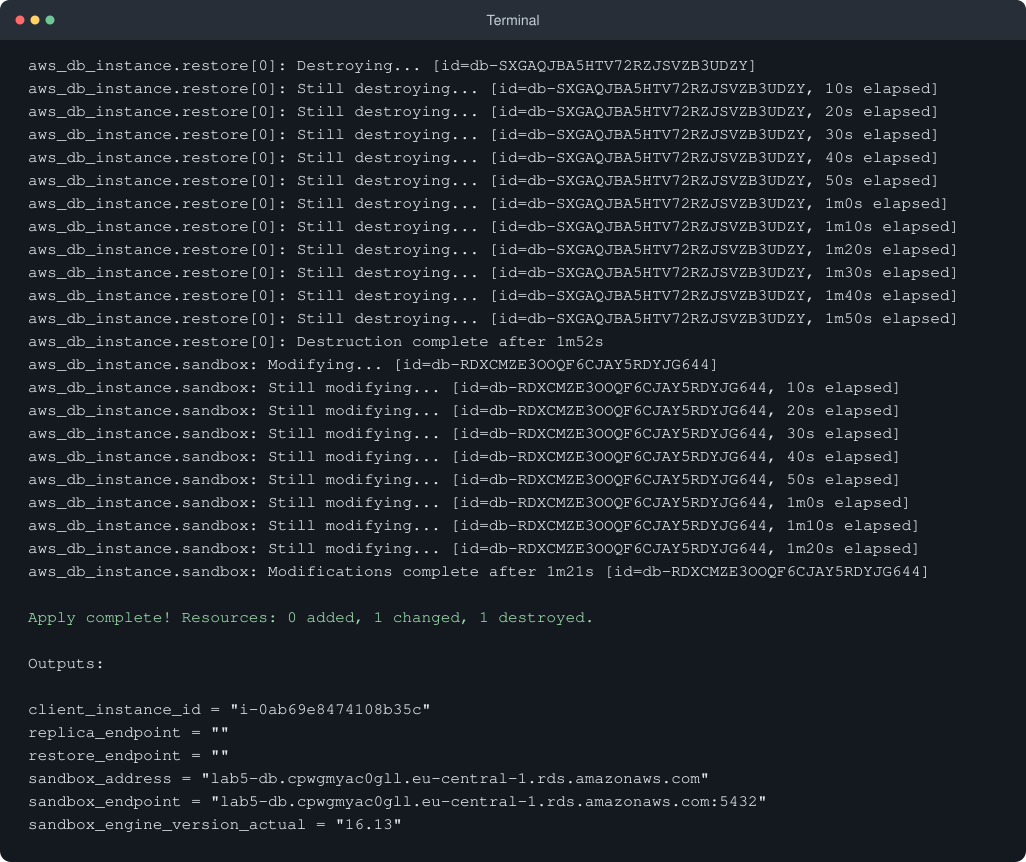 Terminal
aws_db_instance.restore[0]: Destroying... [id=db-SXGAQJBA5HTV72RZJSVZB3UDZY]
aws_db_instance.restore[0]: Still destroying... [id=db-SXGAQJBA5HTV72RZJSVZB3UDZY, 10s elapsed]
aws_db_instance.restore[0]: Still destroying... [id=db-SXGAQJBA5HTV72RZJSVZB3UDZY, 20s elapsed]
aws_db_instance.restore[0]: Still destroying... [id=db-SXGAQJBA5HTV72RZJSVZB3UDZY, 30s elapsed]
aws_db_instance.restore[0]: Still destroying... [id=db-SXGAQJBA5HTV72RZJSVZB3UDZY, 40s elapsed]
aws_db_instance.restore[0]: Still destroying... [id=db-SXGAQJBA5HTV72RZJSVZB3UDZY, 50s elapsed]
aws_db_instance.restore[0]: Still destroying... [id=db-SXGAQJBA5HTV72RZJSVZB3UDZY, 1m0s elapsed]
aws_db_instance.restore[0]: Still destroying... [id=db-SXGAQJBA5HTV72RZJSVZB3UDZY, 1m10s elapsed]
aws_db_instance.restore[0]: Still destroying... [id=db-SXGAQJBA5HTV72RZJSVZB3UDZY, 1m20s elapsed]
aws_db_instance.restore[0]: Still destroying... [id=db-SXGAQJBA5HTV72RZJSVZB3UDZY, 1m30s elapsed]
aws_db_instance.restore[0]: Still destroying... [id=db-SXGAQJBA5HTV72RZJSVZB3UDZY, 1m40s elapsed]
aws_db_instance.restore[0]: Still destroying... [id=db-SXGAQJBA5HTV72RZJSVZB3UDZY, 1m50s elapsed]
aws_db_instance.restore[0]: Destruction complete after 1m52s
aws_db_instance.sandbox: Modifying... [id=db-RDXCMZE3OOQF6CJAY5RDYJG644]
aws_db_instance.sandbox: Still modifying... [id=db-RDXCMZE3OOQF6CJAY5RDYJG644, 10s elapsed]
aws_db_instance.sandbox: Still modifying... [id=db-RDXCMZE3OOQF6CJAY5RDYJG644, 20s elapsed]
aws_db_instance.sandbox: Still modifying... [id=db-RDXCMZE3OOQF6CJAY5RDYJG644, 30s elapsed]
aws_db_instance.sandbox: Still modifying... [id=db-RDXCMZE3OOQF6CJAY5RDYJG644, 40s elapsed]
aws_db_instance.sandbox: Still modifying... [id=db-RDXCMZE3OOQF6CJAY5RDYJG644, 50s elapsed]
aws_db_instance.sandbox: Still modifying... [id=db-RDXCMZE3OOQF6CJAY5RDYJG644, 1m0s elapsed]
aws_db_instance.sandbox: Still modifying... [id=db-RDXCMZE3OOQF6CJAY5RDYJG644, 1m10s elapsed]
aws_db_instance.sandbox: Still modifying... [id=db-RDXCMZE3OOQF6CJAY5RDYJG644, 1m20s elapsed]
aws_db_instance.sandbox: Modifications complete after 1m21s [id=db-RDXCMZE3OOQF6CJAY5RDYJG644]
Apply complete! Resources: 0 added, 1 changed, 1 destroyed.
Outputs:
client_instance_id = "i-0ab69e8474108b35c"
replica_endpoint = ""
restore_endpoint = ""
sandbox_address = "lab5-db.cpwgmyac0gll.eu-central-1.rds.amazonaws.com"
sandbox_endpoint = "lab5-db.cpwgmyac0gll.eu-central-1.rds.amazonaws.com:5432"
sandbox_engine_version_actual = "16.13"